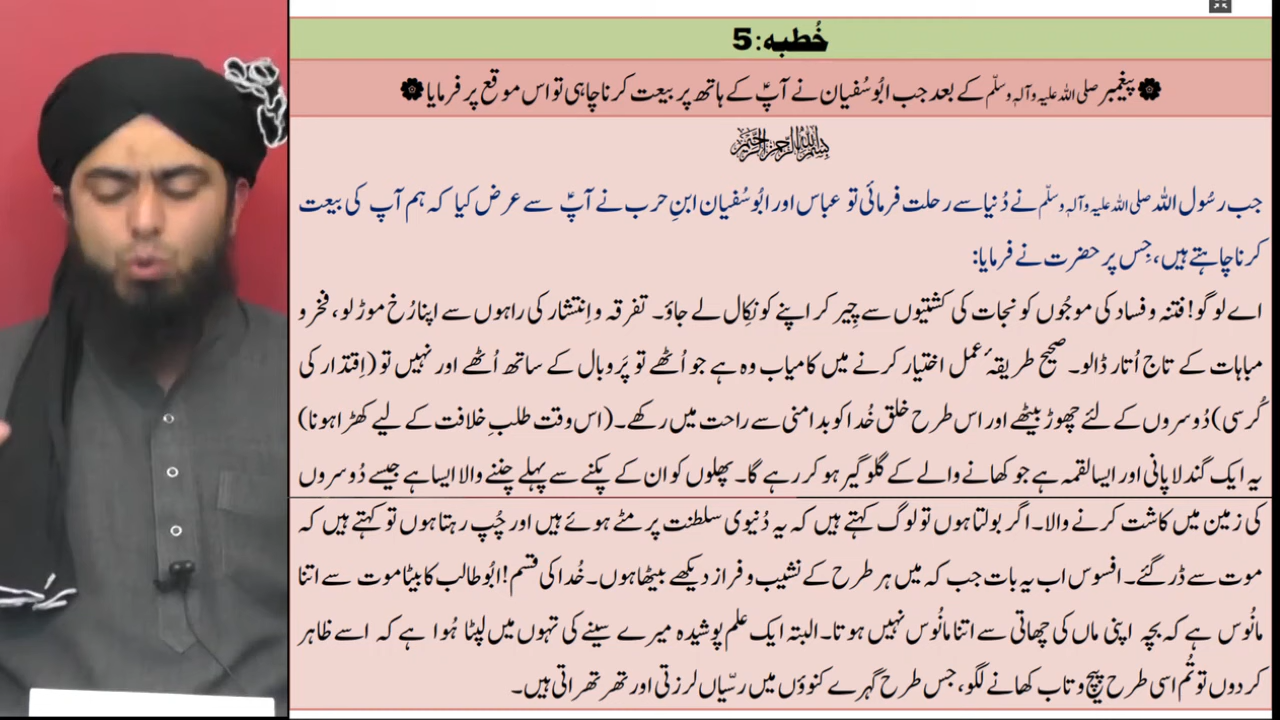 خُطبہ:5
پیغمبر صلی اللہ علیہ وآلہ وسلّم کے بعد جب ابُوسُفیان نے آپؑ کے ہاتھ پر بیعت کرنا چاہی تو اس موقع پر فرمایا
بِسْمِ اللهِ الرَّحْمٰنِ الرَّحِيْمِ
جب رسُول اللہ صلی اللہ علیہ وآلہ وسلّم نے دُنیا سے رحلت فرمائی تو عباس اور ابُوسُفیان ابنِ حرب نے آپؑ سے عرض کیا کہ ہم آپ کی بیعت
کرنا چاہتے ہیں، جِس پر حضرت نے فرمایا:
اے لوگو! فتنہ و فساد کی موجُوں کو نجات کی کشتیوں سے چِیر کر اپنے کو نِکال لے جاؤ۔ تفرقہ و اِنتشار کی راہوں سے اپنا رُخ موڑ لو، فخر و
مباہات کے تاج اُتار ڈالو۔ صحیح طریقۂ عمل اختیار کرنے میں کامیاب وہ ہے جو اُٹھے تو پَروبال کے ساتھ اُٹھے اور نہیں تو (اِقتدار کی
کُرسی) دُوسروں کے لئے چھوڑ بیٹھے اور اس طرح خلق خُدا کو بدامنی سے راحت میں رکھے۔ (اس وقت طلبِ خلافت کے لیے کھڑا ہونا)
یہ ایک گندلا پانی اور ایسا لقمہ ہے جو کھانے والے کے گلوگیر ہو کر رہے گا۔ پھلوں کو ان کے پکنے سے پہلے چننے والا ایسا ہے جیسے دُوسروں
کی زمین میں کاشت کرنے والا۔ اگر بولتا ہوں تو لوگ کہتے ہیں کہ یہ دُنیوی سلطنت پر مٹے ہوئے ہیں اور چُپ رہتا ہوں تو کہتے ہیں کہ
موت سے ڈر گئے۔ افسوس اب یہ بات جب کہ میں ہر طرح کے نشیب و فراز دیکھے بیٹھا ہوں۔ خُدا کی قسم! ابُوطالب کا بیٹا موت سے اتنا
مانُوس ہے کہ بچہ اپنی ماں کی چھاتی سے اتنا مانُوس نہیں ہوتا۔ البتہ ایک علم پوشیدہ میرے سینے کی تہوں میں لپٹا ہُوا ہے کہ اسے ظاہر
کر دوں تو تُم اسی طرح پیچ و تاب کھانے لگو، جس طرح گہرے کنوؤں میں رسّیاں لرزتی اور تھرتھراتی ہیں۔